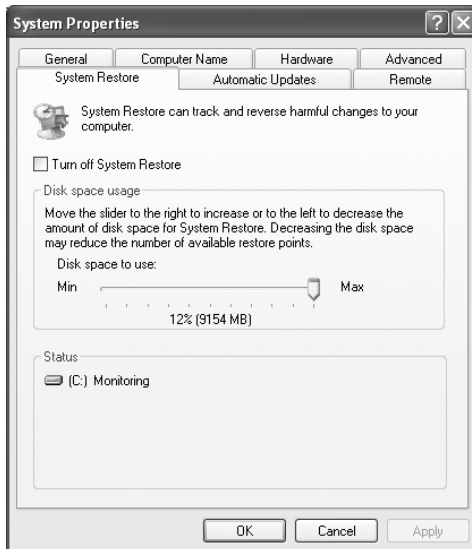 System Properties
General Computer Name Hardware Advanced
System Restore Automatic Updates Remote
System Restore can track and reverse harmful changes to your
computer.
Turn off System Restore
Disk space usage
Move the slider to the right to increase or to the left to decrease the
amount of disk space for System Restore. Decreasing the disk space
may reduce the number of available restore points.
Disk space to use:
Min Max
12% (9154 MB)
Status
(C:) Monitoring
OK Cancel Apply